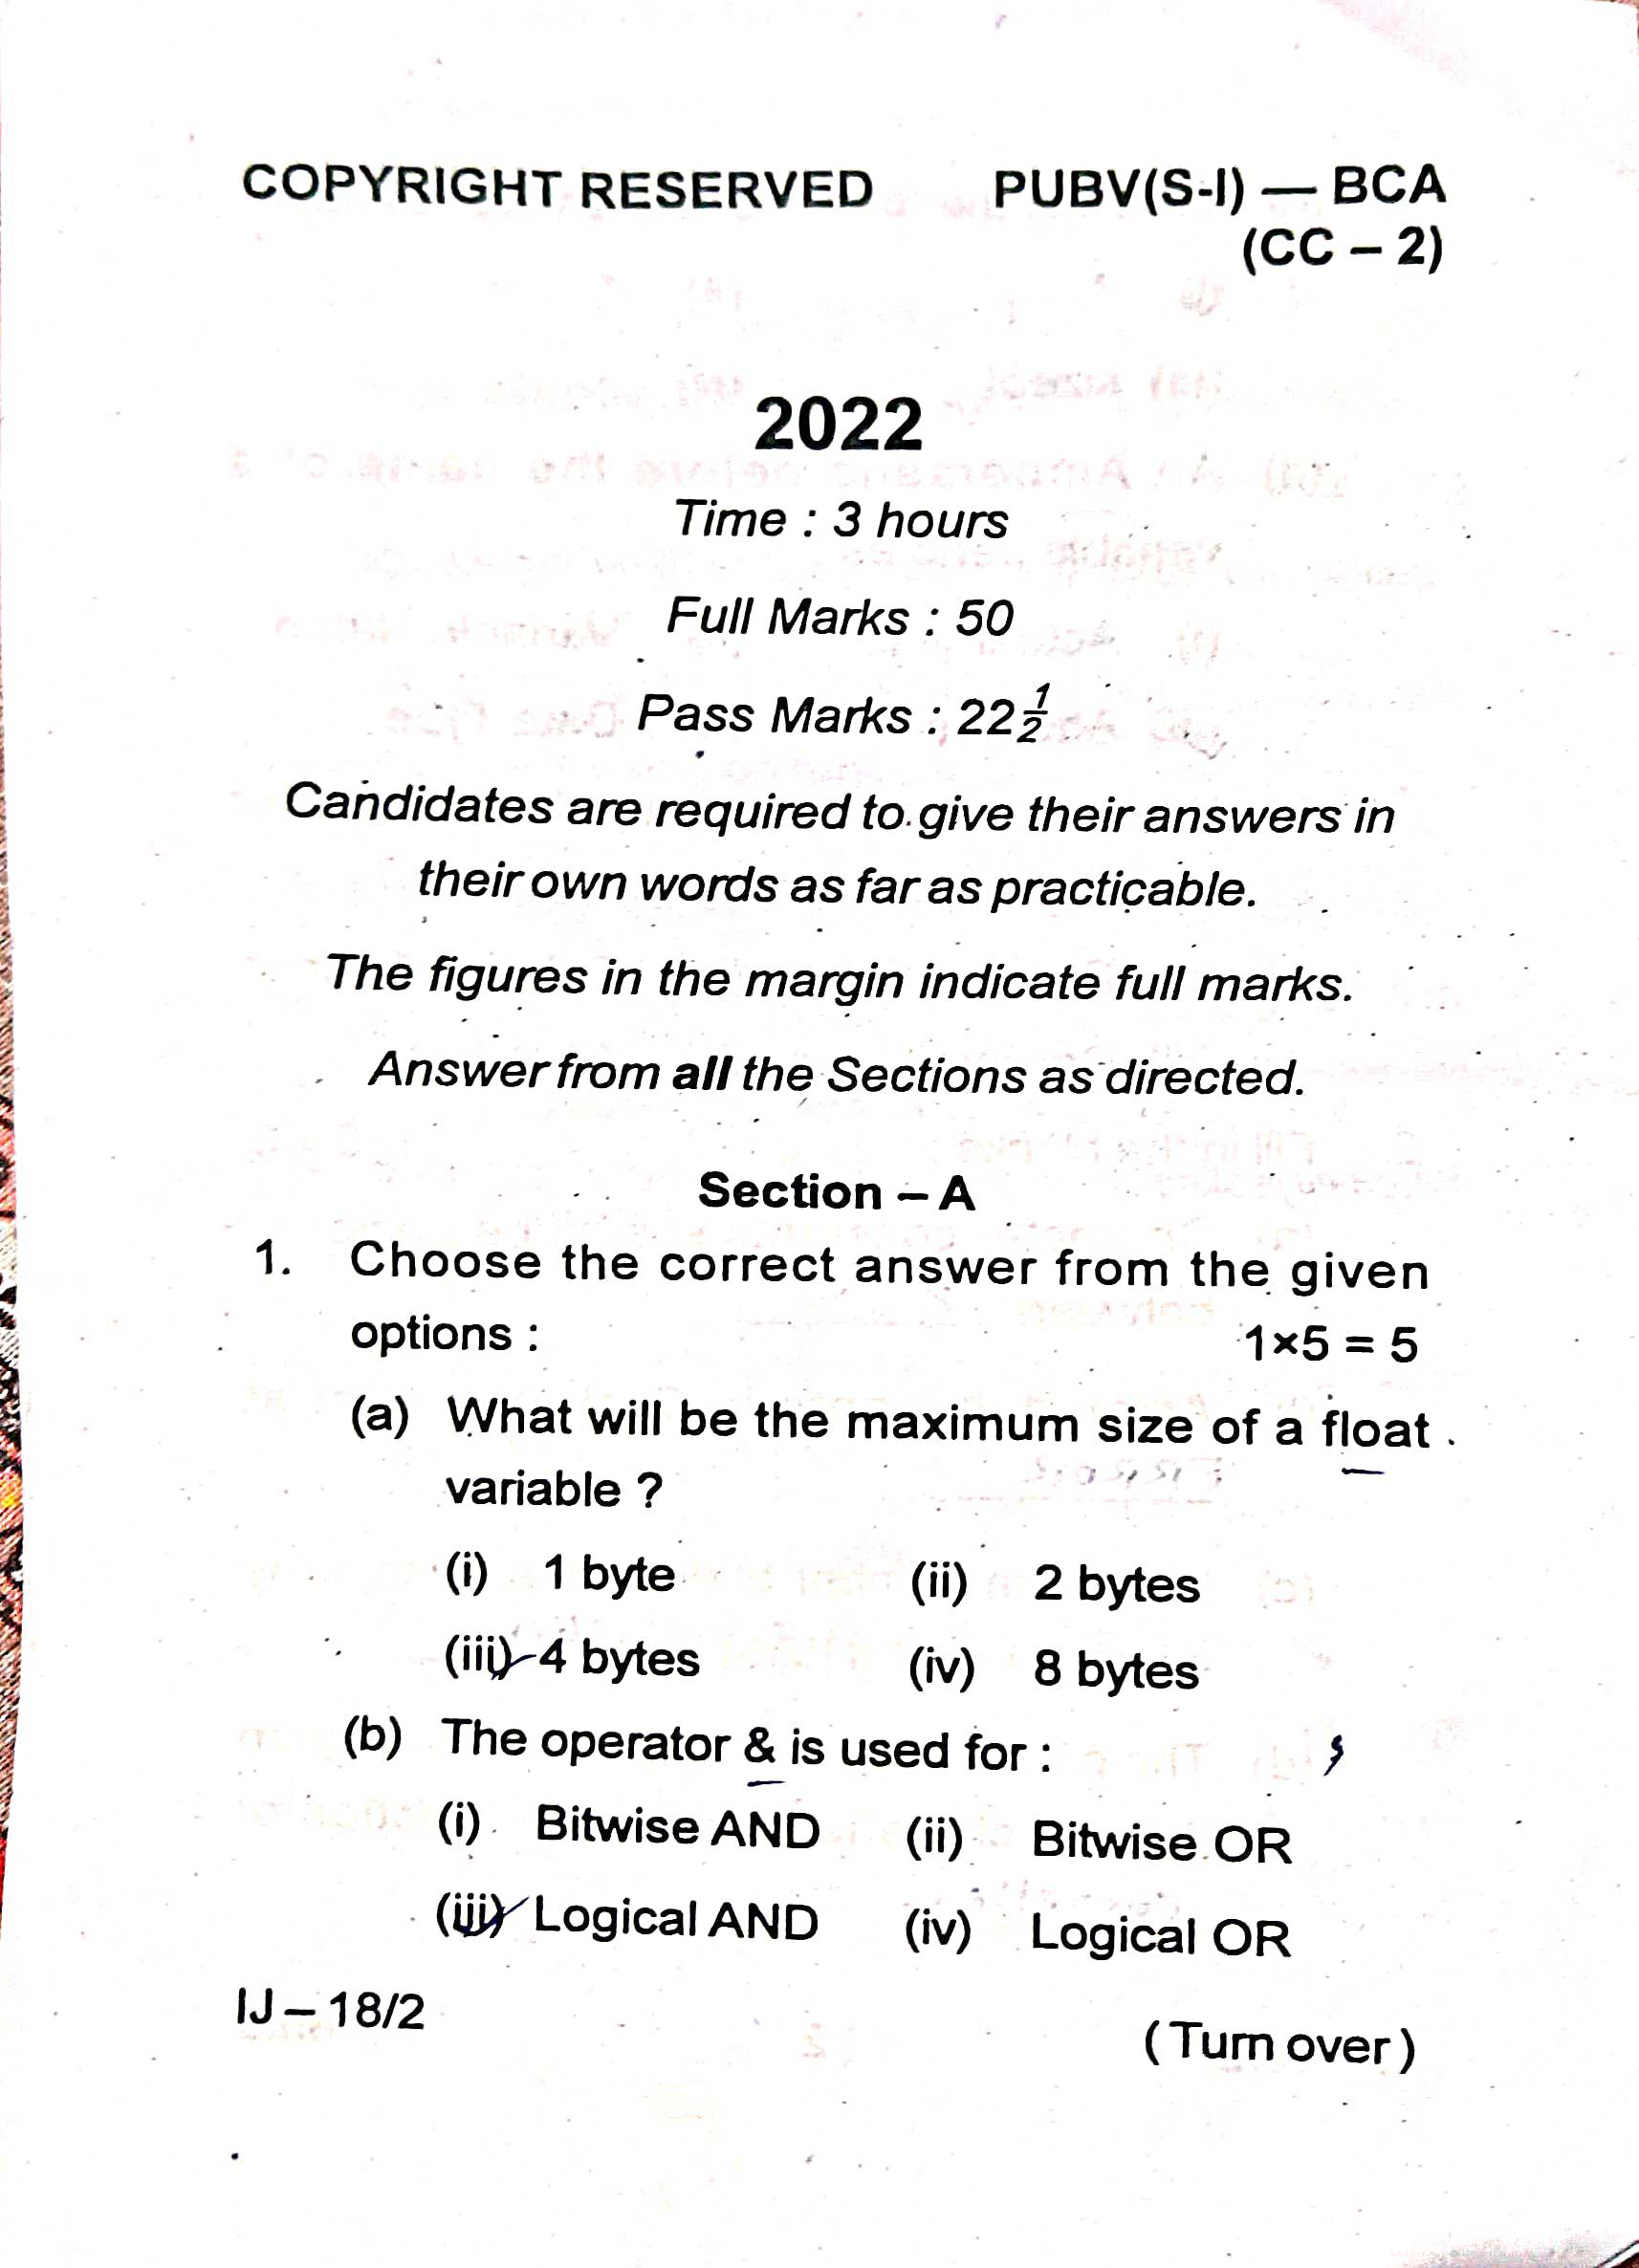 COPYRIGHT RESERVED PUBV(S-I) — BCA
(CC – 2)
2022
Time : 3 hours
Full Marks : 50
Pass Marks : 22½
Candidates are required to give their answers in
their own words as far as practicable.
The figures in the margin indicate full marks.
Answer from all the Sections as directed.
Section – A
1. Choose the correct answer from the given
options : 1×5 = 5
(a) What will be the maximum size of a float
variable ?
(i) 1 byte (ii) 2 bytes
(iii) 4 bytes (iv) 8 bytes
(b) The operator & is used for :
(i) Bitwise AND (ii) Bitwise OR
(iii) Logical AND (iv) Logical OR
IJ – 18/2
(Turn over)